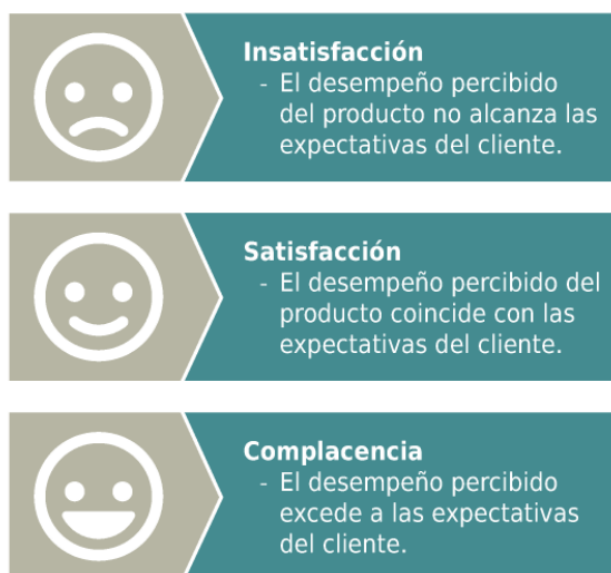 Insatisfacción
- El desempeño percibido
del producto no alcanza las
expectativas del cliente.
Satisfacción
- El desempeño percibido del
producto coincide con las
expectativas del cliente.
Complacencia
- El desempeño percibido
excede a las expectativas
del cliente.